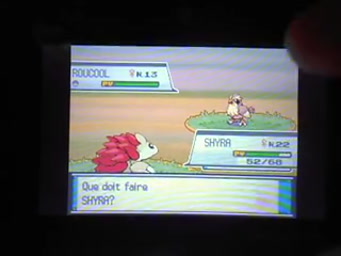 ROUCOOL ♀N.13
PV
SHYRA ♀N.22
PV
52/68
Que doit faire
SHYRA?